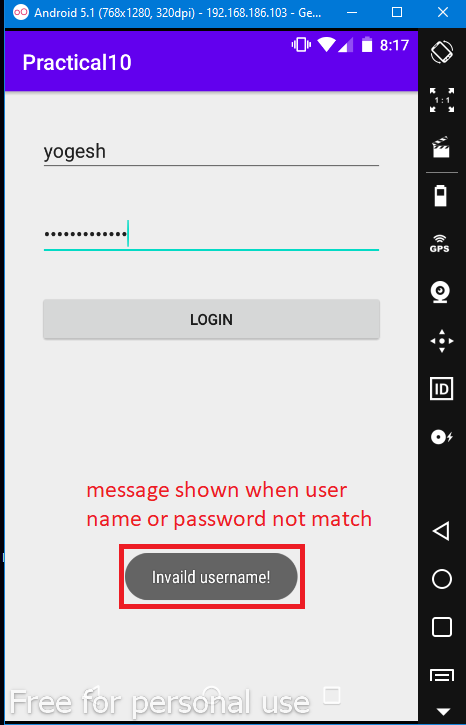 Android 5.1 (768x1280, 320dpi) - 192.168.186.103 - Ge...
8:17
Practical10
1:1
yogesh
•••••••••••••
GPS
LOGIN
ID
message shown when user
name or password not match
Invaild username!
Free for personal use